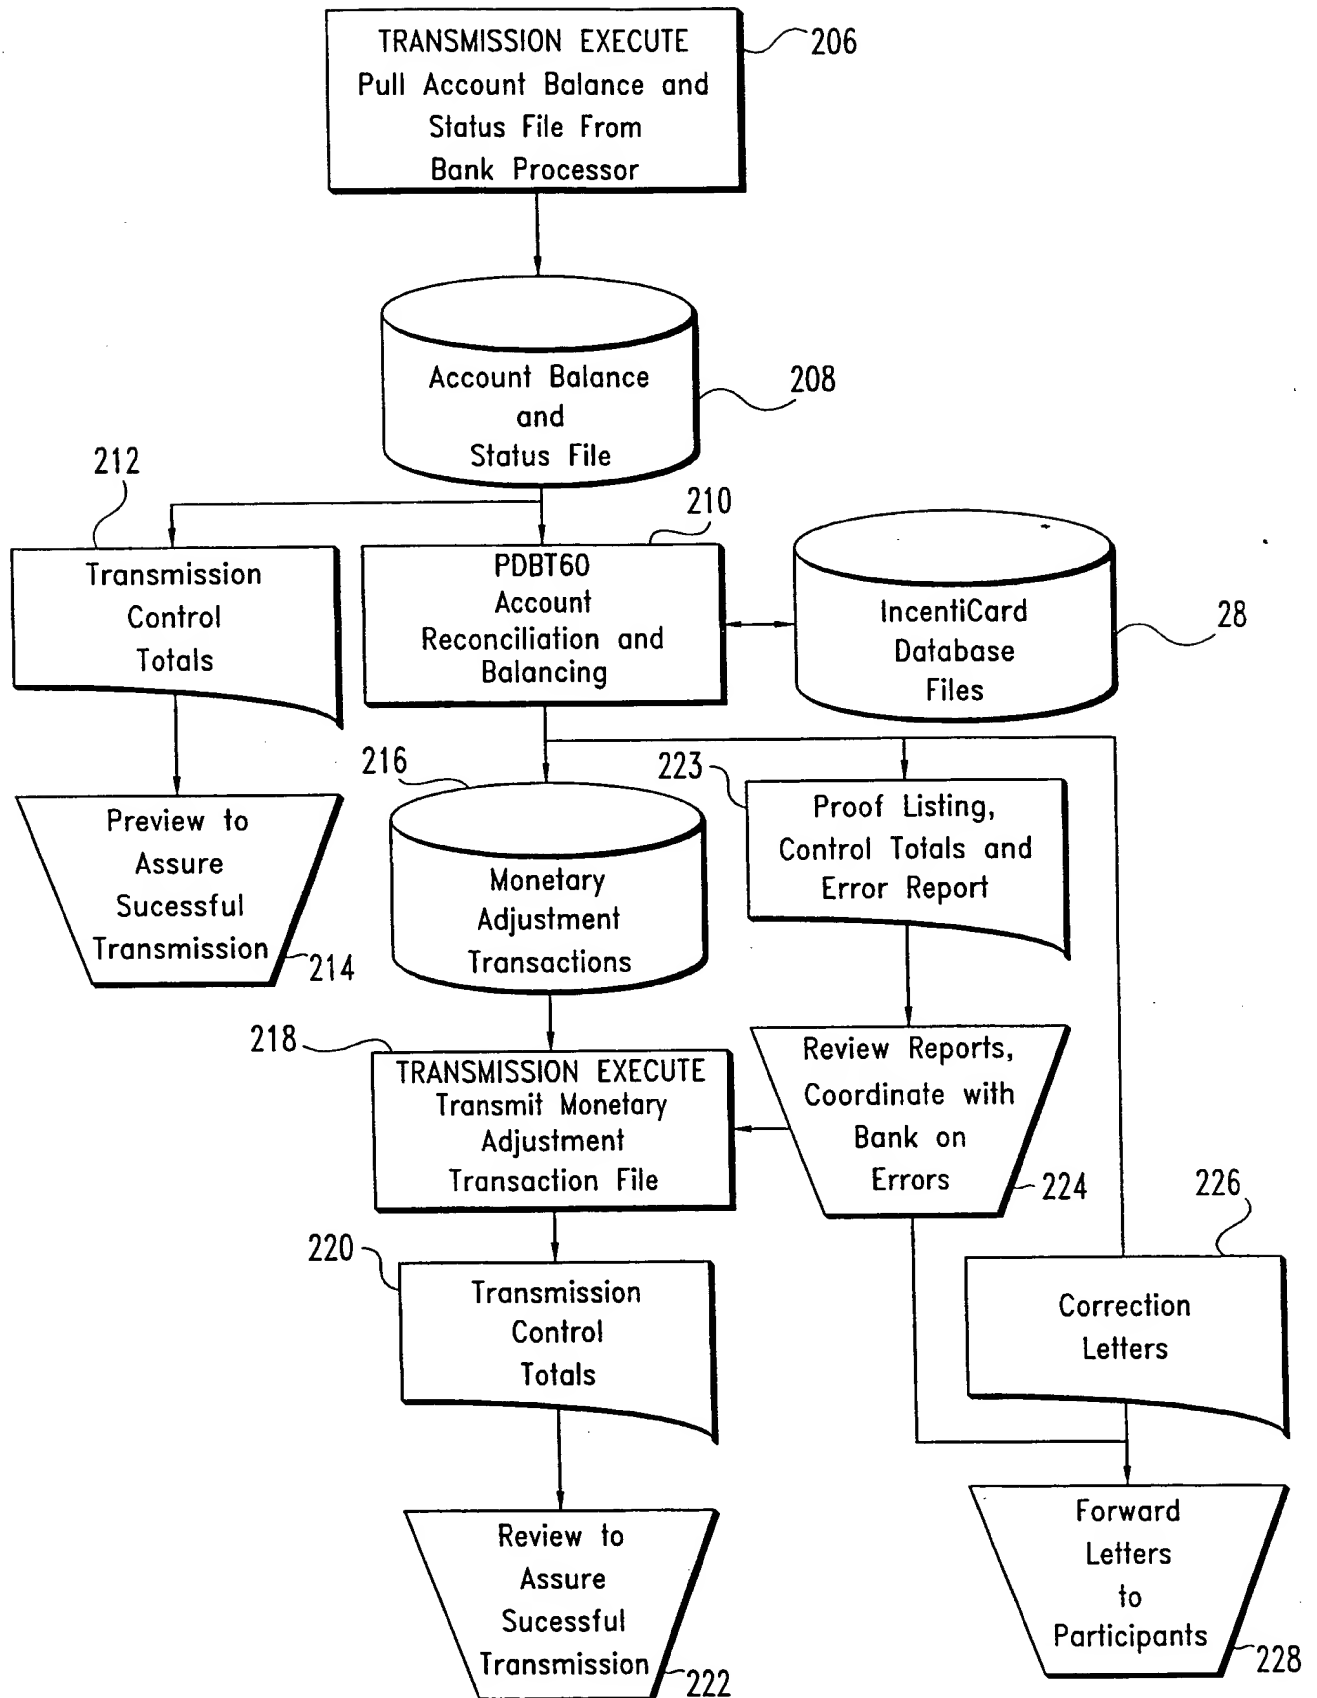 TRANSMISSION EXECUTE
Pull Account Balance and
Status File From
Bank Processor
206
Account Balance
and
Status File
208
212
Transmission
Control
Totals
210
PDBT60
Account
Reconciliation and
Balancing
IncentiCard
Database
Files
28
Preview to
Assure
Sucessful
Transmission
214
216
Monetary
Adjustment
Transactions
223
Proof Listing,
Control Totals and
Error Report
218
TRANSMISSION EXECUTE
Transmit Monetary
Adjustment
Transaction File
Review Reports,
Coordinate with
Bank on
Errors
224
226
Correction
Letters
220
Transmission
Control
Totals
Review to
Assure
Sucessful
Transmission
222
Forward
Letters
to
Participants
228